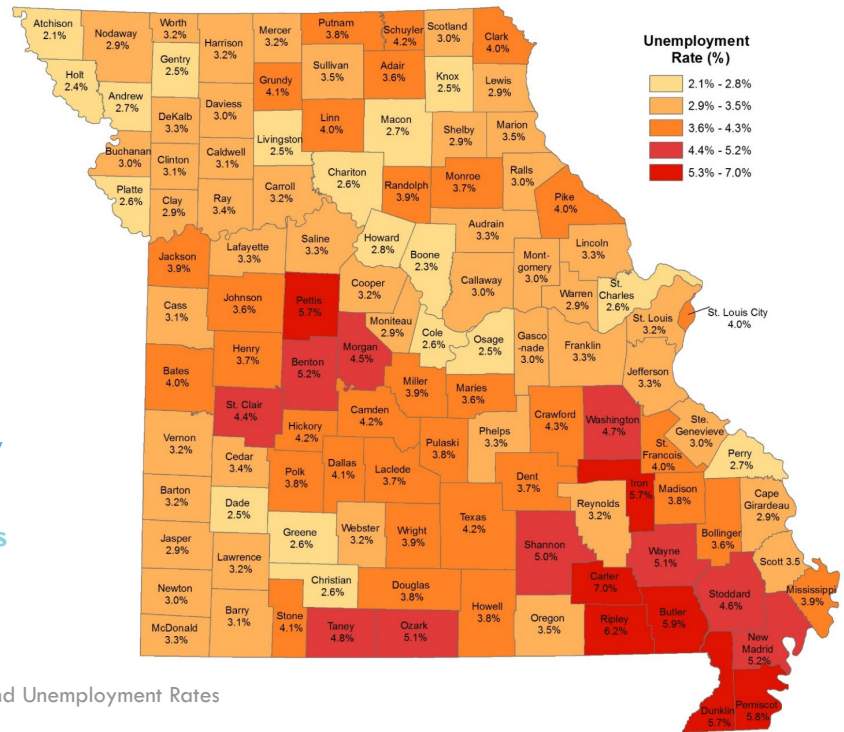 Atchison
2.1%
Nodaway
2.9%
Worth
3.2%
Harrison
3.2%
Mercer
3.2%
Putnam
3.8%
Schuyler
4.2%
Scotland
3.0%
Clark
4.0%
Unemployment
Rate (%)
2.1% - 2.8%
2.9% - 3.5%
3.6% - 4.3%
4.4% - 5.2%
5.3% - 7.0%
Holt
2.4%
Gentry
2.5%
Andrew
2.7%
DeKalb
3.3%
Daviess
3.0%
Grundy
4.1%
Sullivan
3.5%
Adair
3.6%
Knox
2.5%
Lewis
2.9%
Buchanan
3.0%
Clinton
3.1%
Caldwell
3.1%
Livingston
2.5%
Linn
4.0%
Macon
2.7%
Shelby
2.9%
Marion
3.5%
Platte
2.6%
Clay
2.9%
Ray
3.4%
Carroll
3.2%
Chariton
2.6%
Randolph
3.9%
Monroe
3.7%
Ralls
3.0%
Pike
4.0%
Jackson
3.9%
Lafayette
3.3%
Saline
3.3%
Howard
2.8%
Boone
2.3%
Audrain
3.3%
Callaway
3.0%
Mont-
gomery
3.0%
Lincoln
3.3%
Warren
2.9%
St.
Charles
2.6%
St. Louis
3.2%
St. Louis City
4.0%
Cass
3.1%
Johnson
3.6%
Pettis
5.7%
Cooper
3.2%
Moniteau
2.9%
Cole
2.6%
Osage
2.5%
Gasco
-nade
3.0%
Franklin
3.3%
Jefferson
3.3%
Bates
4.0%
Henry
3.7%
Benton
5.2%
Morgan
4.5%
Miller
3.9%
Maries
3.6%
St. Clair
4.4%
Hickory
4.2%
Camden
4.2%
Pulaski
3.8%
Phelps
3.3%
Crawford
4.3%
Washington
4.7%
St.
Francois
4.0%
Ste.
Genevieve
3.0%
Perry
2.7%
Vernon
3.2%
Cedar
3.4%
Polk
3.8%
Dallas
4.1%
Laclede
3.7%
Dent
3.7%
Iron
5.7%
Madison
3.8%
Cape
Girardeau
2.9%
Barton
3.2%
Dade
2.5%
Greene
2.6%
Webster
3.2%
Wright
3.9%
Texas
4.2%
Reynolds
3.2%
Shannon
5.0%
Wayne
5.1%
Bollinger
3.6%
Scott 3.5
Mississippi
3.9%
s
Jasper
2.9%
Lawrence
3.2%
Christian
2.6%
Douglas
3.8%
Howell
3.8%
Carter
7.0%
Stoddard
4.6%
Newton
3.0%
McDonald
3.3%
Barry
3.1%
Stone
4.1%
Taney
4.8%
Ozark
5.1%
Oregon
3.5%
Ripley
6.2%
Butler
5.9%
New
Madrid
5.2%
nd Unemployment Rates
Dunklin
5.7%
Pemiscot
5.8%